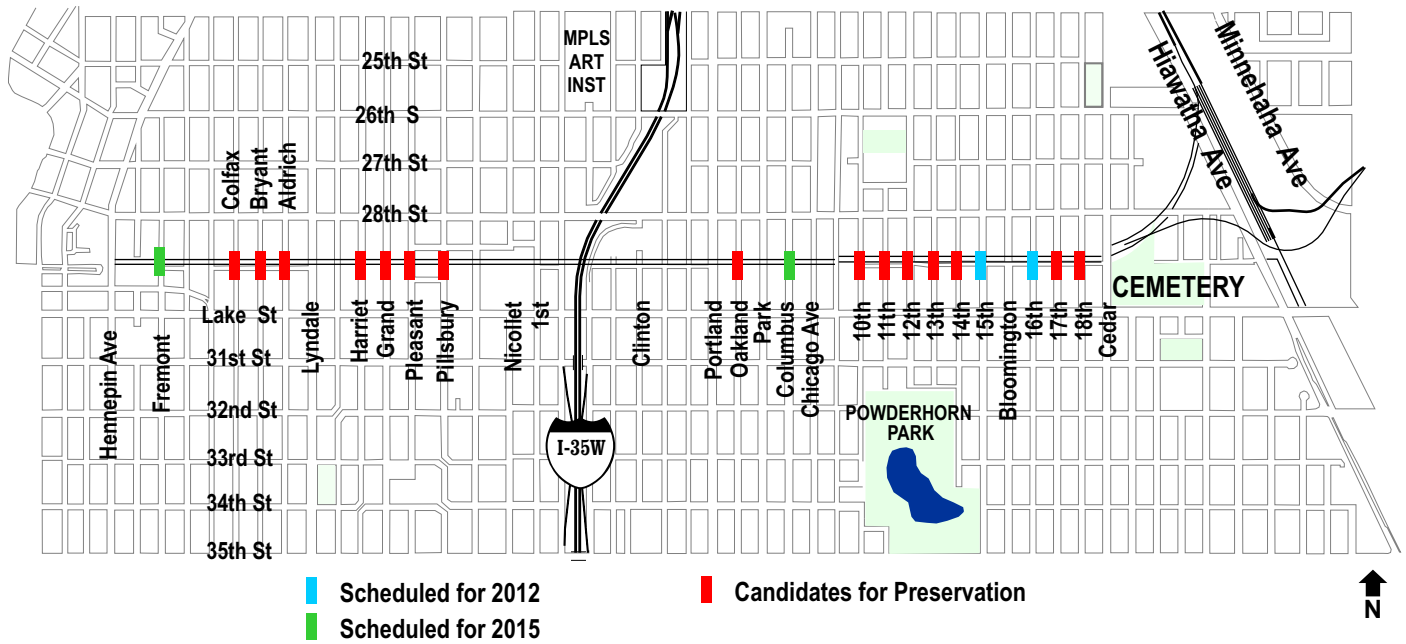 MPLS
ART
INST
25th St
26th S
27th St
28th St
Colfax
Bryant
Aldrich
Hiawatha Ave
Minnehaha Ave
CEMETERY
Lake St
31st St
32nd St
33rd St
34th St
35th St
Hennepin Ave
Fremont
Lyndale
Harriet
Grand
Pleasant
Pillsbury
Nicollet
1st
Clinton
Portland
Oakland
Park
Columbus
Chicago Ave
10th
11th
12th
13th
14th
15th
Bloomington
16th
17th
18th
Cedar
I-35W
POWDERHORN
PARK
Scheduled for 2012
Scheduled for 2015
Candidates for Preservation
N